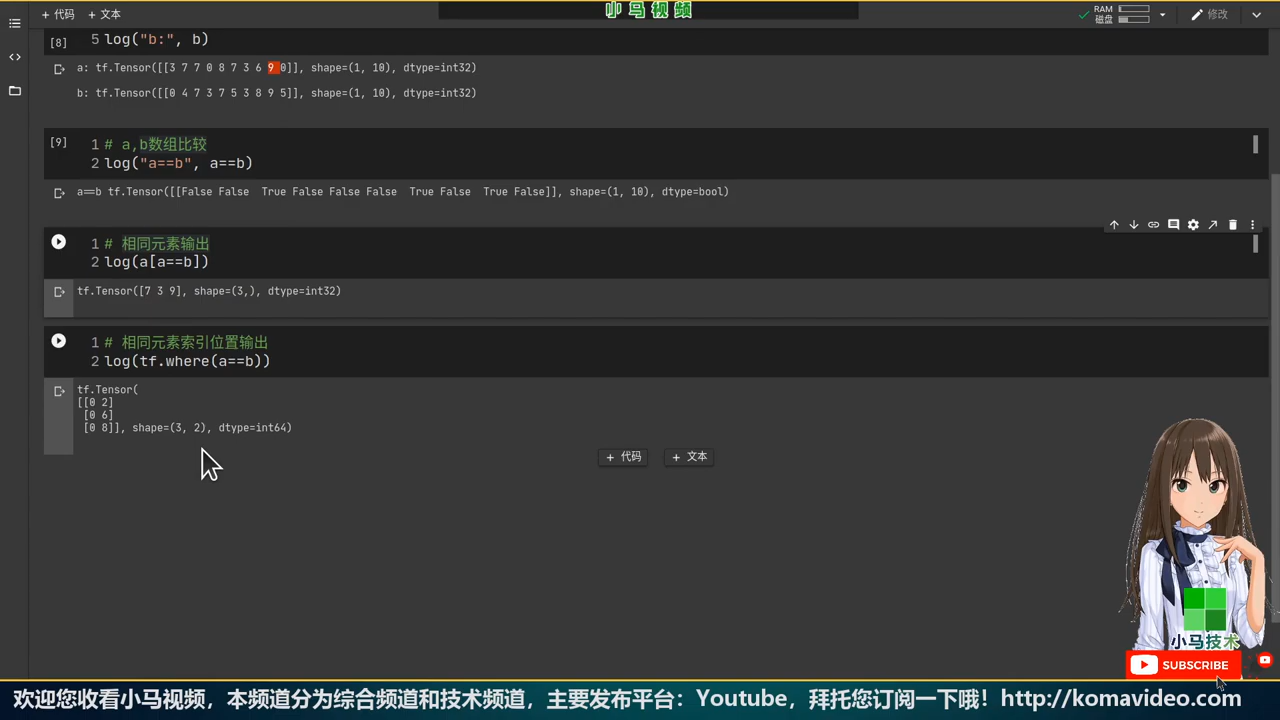 小马视频
+ 代码 + 文本
RAM
磁盘
修改
[8]
5 log("b:", b)
a: tf.Tensor([[3 7 7 0 8 7 3 6 9 0]], shape=(1, 10), dtype=int32)
b: tf.Tensor([[0 4 7 3 7 5 3 8 9 5]], shape=(1, 10), dtype=int32)
[9]
1 # a,b数组比较
2 log("a==b", a==b)
a==b tf.Tensor([[False False  True False False False  True False  True False]], shape=(1, 10), dtype=bool)
1 # 相同元素输出
2 log(a[a==b])
tf.Tensor([7 3 9], shape=(3,), dtype=int32)
1 # 相同元素索引位置输出
2 log(tf.where(a==b))
tf.Tensor(
[[0 2]
[0 6]
[0 8]], shape=(3, 2), dtype=int64)
+ 代码 + 文本
小马技术
SUBSCRIBE
欢迎您收看小马视频，本频道分为综合频道和技术频道，主要发布平台：Youtube，拜托您订阅一下哦！http://komavideo.com